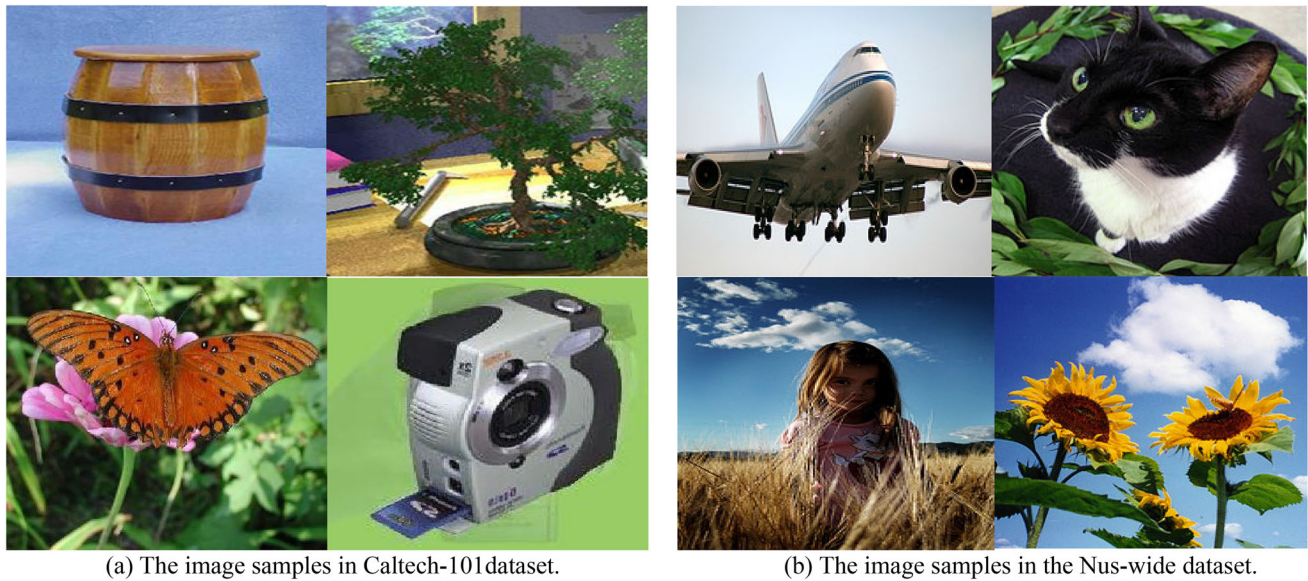 (a) The image samples in Caltech-101dataset.
(b) The image samples in the Nus-wide dataset.